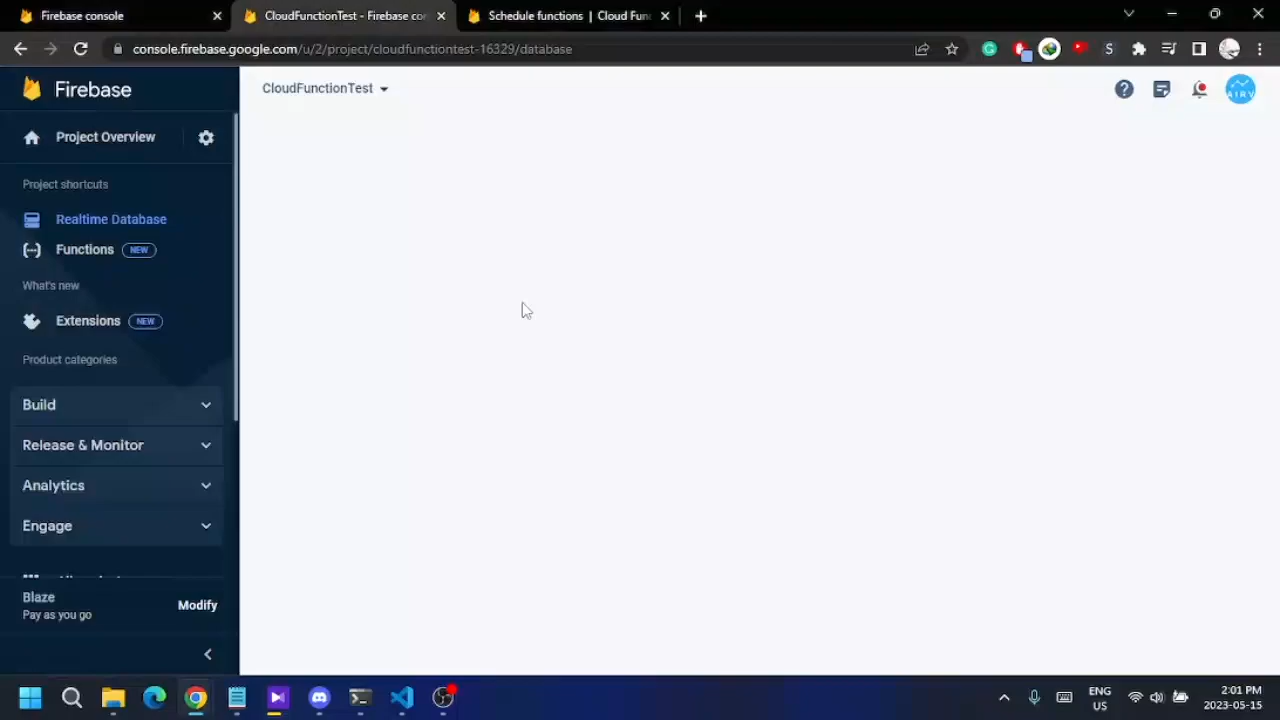 Firebase console
CloudFunctionTest - Firebase con
Schedule functions | Cloud Func
console.firebase.google.com/u/2/project/cloudfunctiontest-16329/database
Firebase
CloudFunctionTest
Project Overview
Project shortcuts
Realtime Database
Functions NEW
What's new
Extensions NEW
Product categories
Build
Release & Monitor
Analytics
Engage
Blaze
Pay as you go
Modify
ENG
US
2:01 PM
2023-05-15